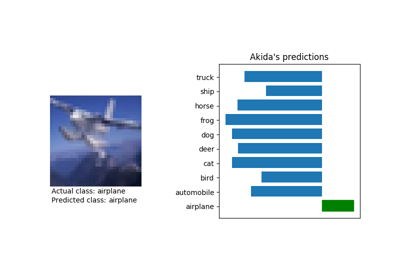 Akida's predictions
truck
ship
horse
frog
dog
deer
cat
bird
automobile
airplane
Actual class: airplane
Predicted class: airplane